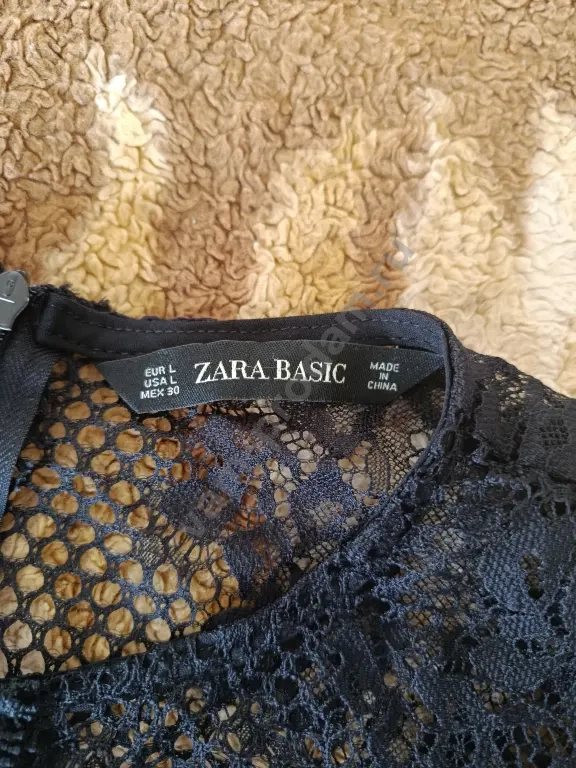 EUR L
USA L
MEX 30
ZARA BASIC
MADE
IN
CHINA